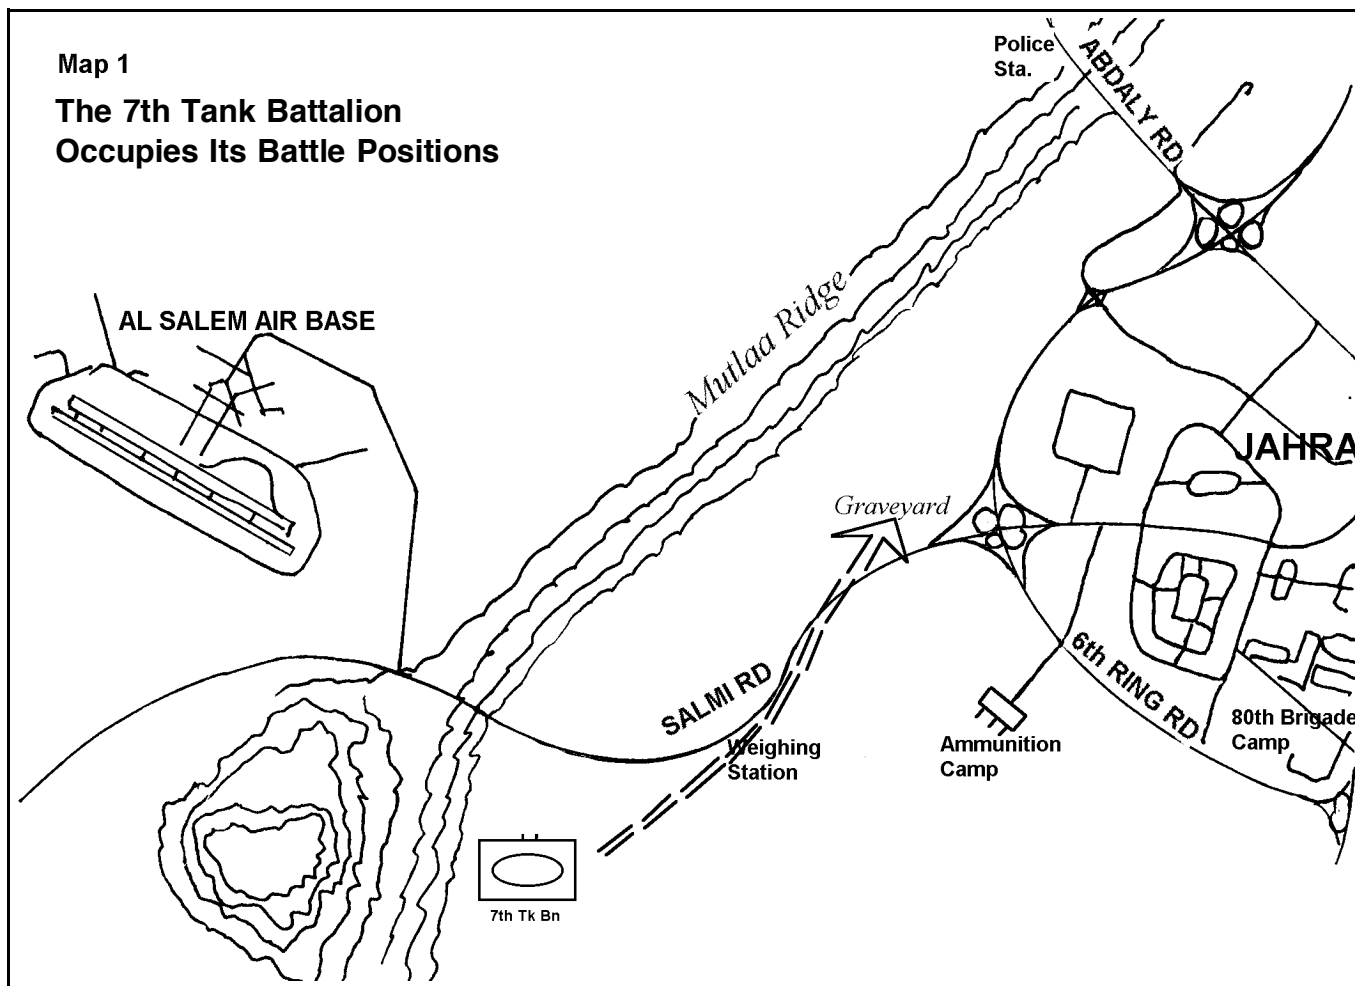 Map 1
The 7th Tank Battalion
Occupies Its Battle Positions
Police
Sta.
ABDALY RD
AL SALEM AIR BASE
Mutlaa Ridge
JAHRA
Graveyard
SALMI RD
6th RING RD
Weighing
Station
Ammunition
Camp
80th Brigade
Camp
7th Tk Bn